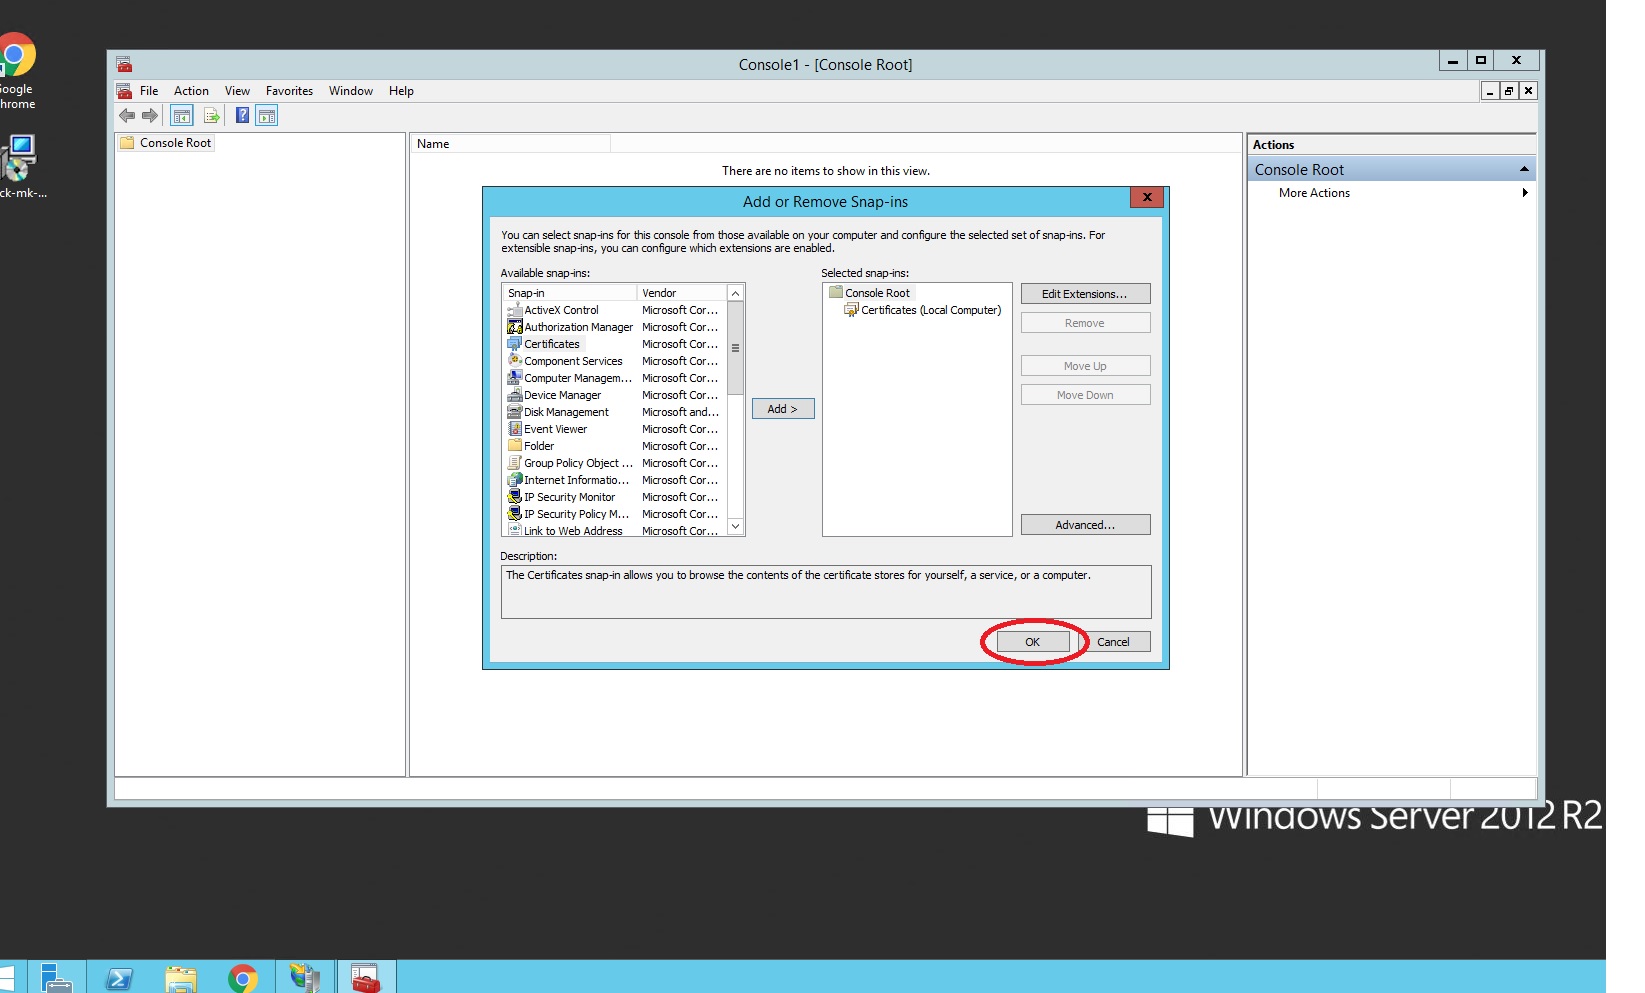 Google
Chrome
ck-mk-...
Console1 - [Console Root]
File Action View Favorites Window Help
Console Root
Name
There are no items to show in this view.
Actions
Console Root
More Actions
Add or Remove Snap-ins
You can select snap-ins for this console from those available on your computer and configure the selected set of snap-ins. For
extensible snap-ins, you can configure which extensions are enabled.
Available snap-ins:
Snap-in Vendor
ActiveX Control Microsoft Cor...
Authorization Manager Microsoft Cor...
Certificates Microsoft Cor...
Component Services Microsoft Cor...
Computer Managem... Microsoft Cor...
Device Manager Microsoft Cor...
Disk Management Microsoft and...
Event Viewer Microsoft Cor...
Folder Microsoft Cor...
Group Policy Object ... Microsoft Cor...
Internet Informatio... Microsoft Cor...
IP Security Monitor Microsoft Cor...
IP Security Policy M... Microsoft Cor...
Link to Web Address Microsoft Cor...
Add >
Selected snap-ins:
Console Root
Certificates (Local Computer)
Edit Extensions...
Remove
Move Up
Move Down
Advanced...
Description:
The Certificates snap-in allows you to browse the contents of the certificate stores for yourself, a service, or a computer.
OK
Cancel
Windows Server 2012 R2